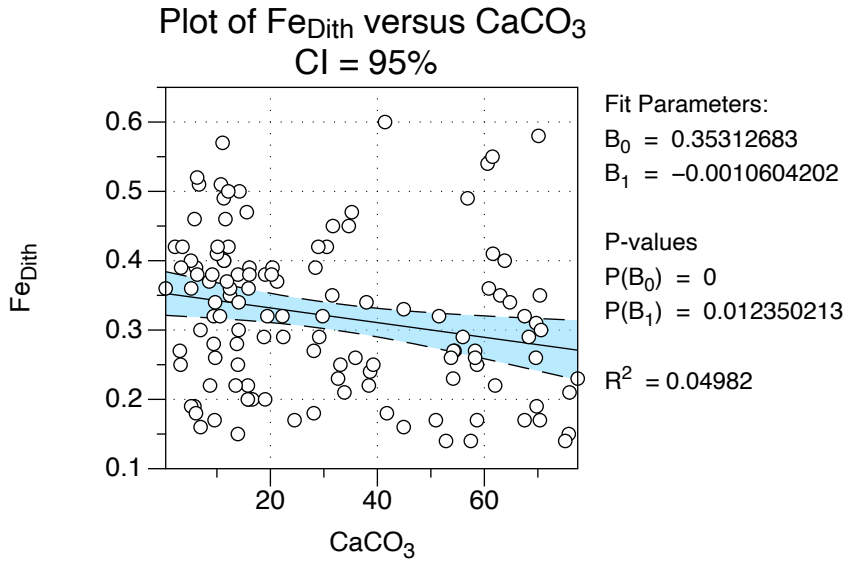 Plot of Fe_Dith versus CaCO₃
CI = 95%
Fe_Dith
0.6
0.5
0.4
0.3
0.2
0.1
20 40 60
CaCO₃
Fit Parameters:
B₀ = 0.35312683
B₁ = −0.0010604202
P-values
P(B₀) = 0
P(B₁) = 0.012350213
R² = 0.04982